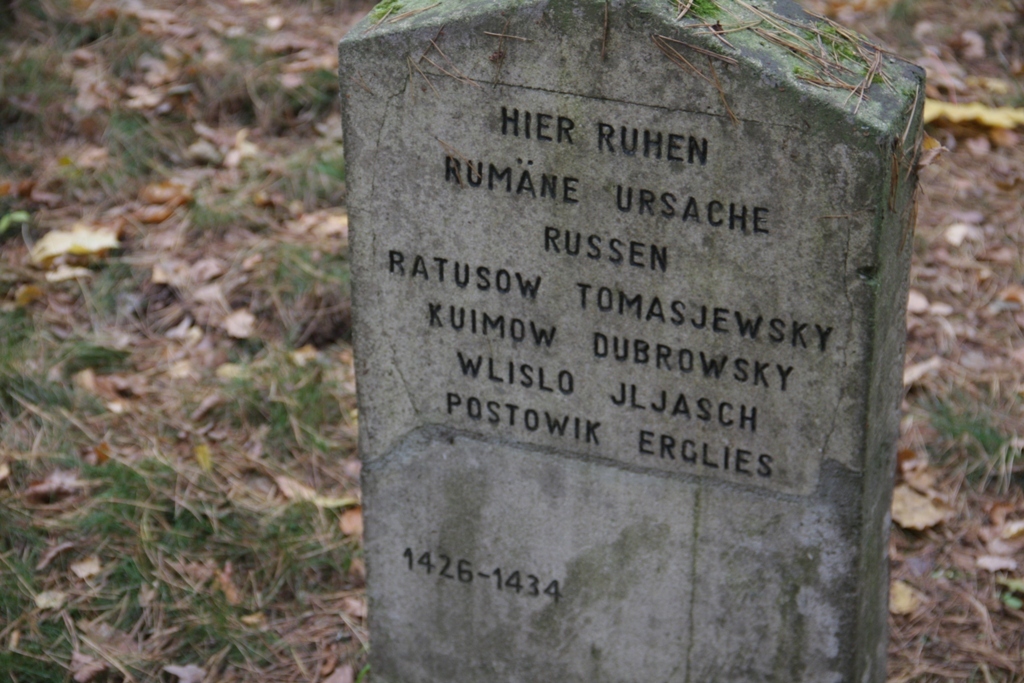 HIER RUHEN
RUMÄNE URSACHE
RUSSEN
RATUSOW TOMASJEWSKY
KUIMOW DUBROWSKY
WLISLO JLJASCH
POSTOWIK ERGLIES
1426-1434